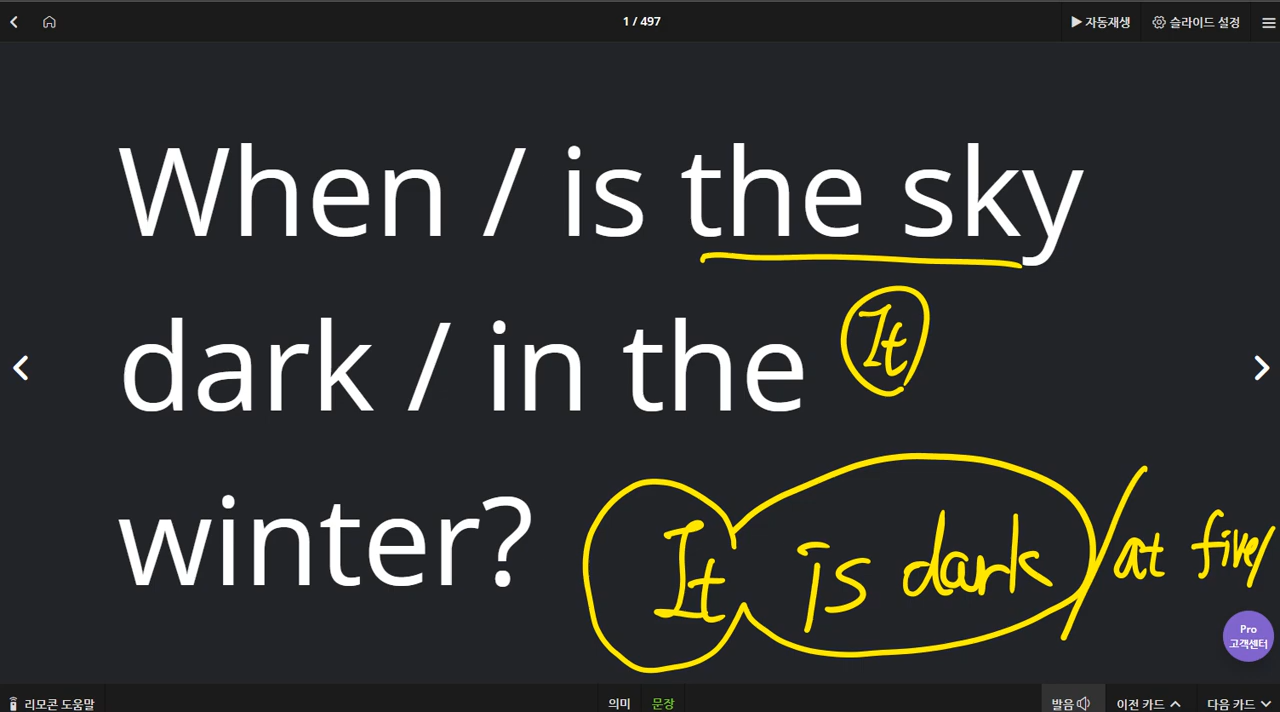 1 / 497
자동재생
슬라이드 설정
When / is the sky
dark / in the
It
winter?
It is dark / at five/
Pro
고객센터
리모콘 도움말
의미
문장
발음
이전 카드
다음 카드